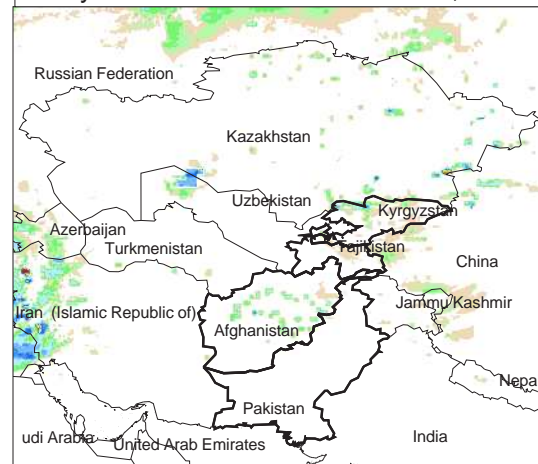 Russian Federation
Kazakhstan
Uzbekistan
Kyrgyzstan
Azerbaijan
Turkmenistan
Tajikistan
China
Iran (Islamic Republic of)
Jammu Kashmir
Afghanistan
Nepa
Pakistan
udi Arabia
United Arab Emirates
India